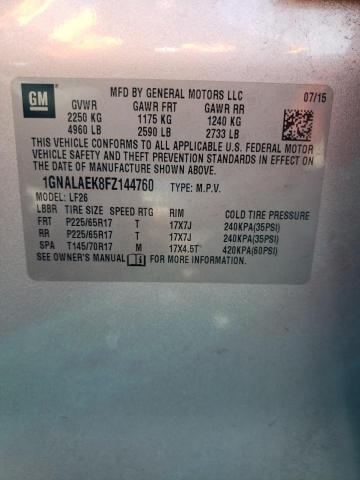 GM
MFD BY GENERAL MOTORS LLC 07/15
GVWR GAWR FRT GAWR RR
2250 KG 1175 KG 1240 KG
4960 LB 2590 LB 2733 LB
THIS VEHICLE CONFORMS TO ALL APPLICABLE U.S. FEDERAL MOTOR
VEHICLE SAFETY AND THEFT PREVENTION STANDARDS IN EFFECT ON
THE DATE OF MANUFACTURE SHOWN ABOVE.
1GNALAEK8FZ144760 TYPE: M.P.V.
MODEL: LF26
LBBR TIRE SIZE SPEED RTG RIM COLD TIRE PRESSURE
FRT P225/65R17 T 17X7J 240KPA(35PSI)
RR P225/65R17 T 17X7J 240KPA(35PSI)
SPA T145/70R17 M 17X4.5T 420KPA(60PSI)
SEE OWNER'S MANUAL FOR MORE INFORMATION